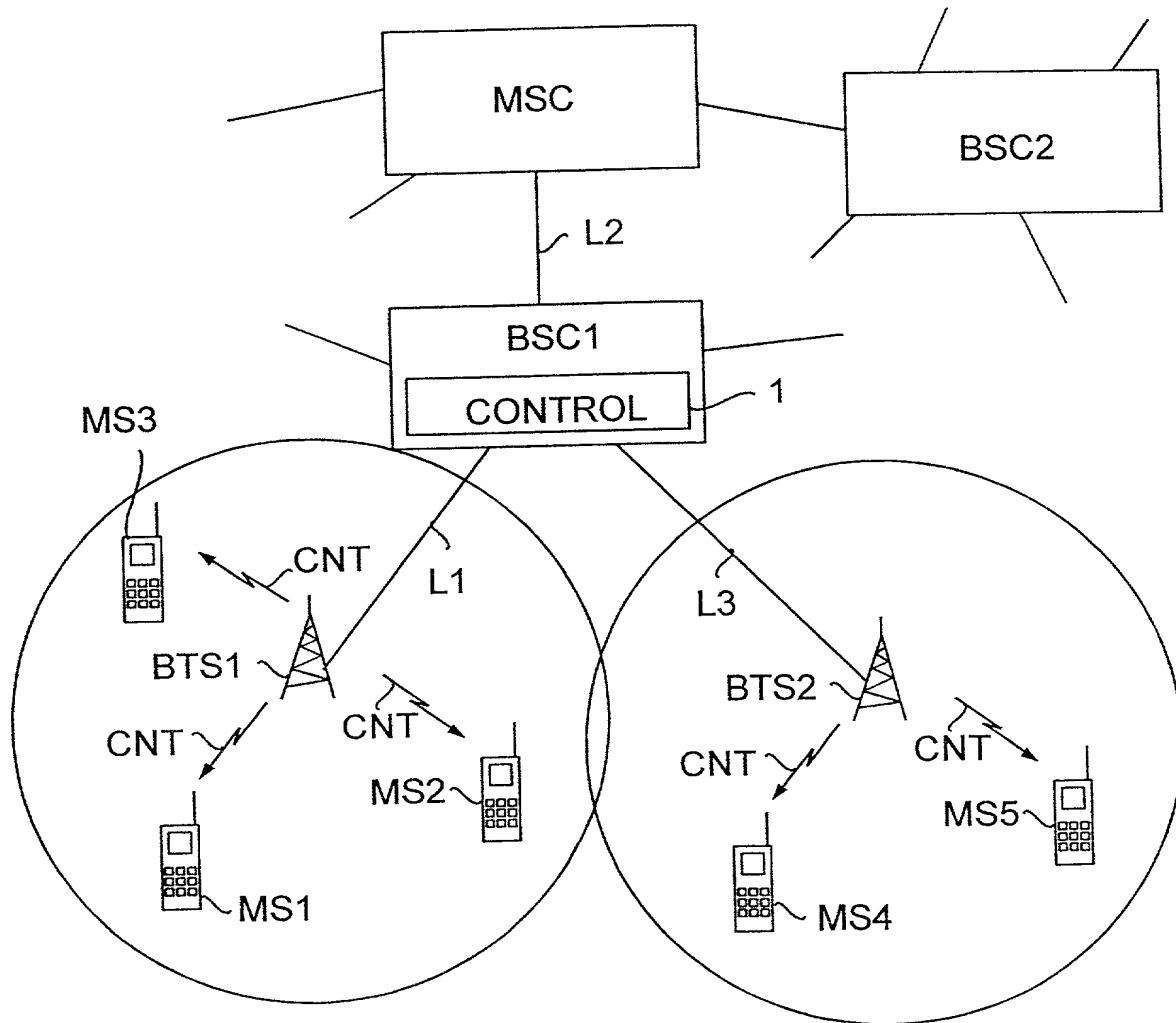 MSC
BSC2
L2
BSC1
CONTROL
1
MS3
CNT
L1
L3
BTS1
BTS2
CNT
CNT
CNT
CNT
MS2
MS5
MS1
MS4